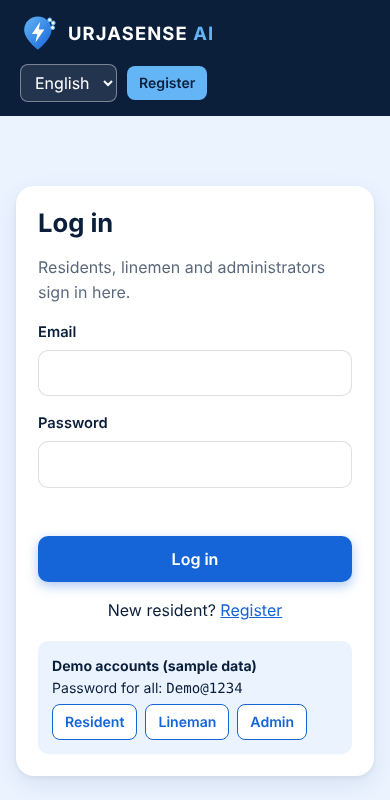 URJASENSE AI
English
Register
Log in
Residents, linemen and administrators
sign in here.
Email
Password
Log in
New resident? Register
Demo accounts (sample data)
Password for all: Demo@1234
Resident
Lineman
Admin